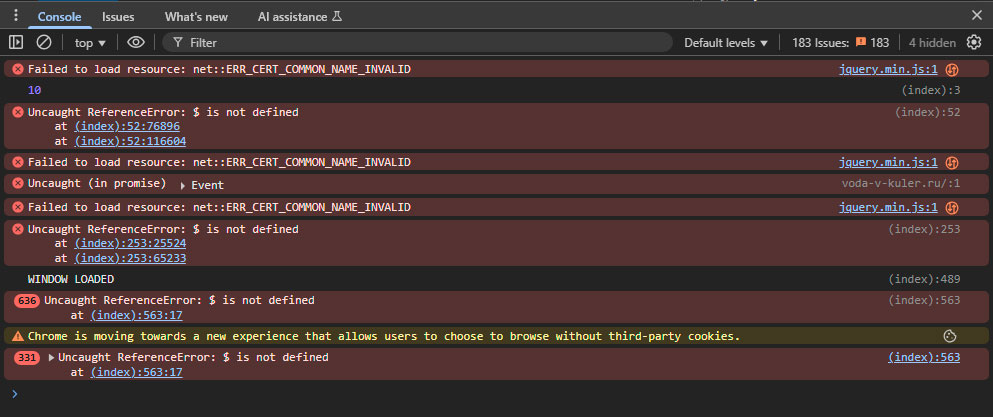 Console Issues What's new AI assistance
top Filter Default levels 183 Issues: 183 4 hidden
Failed to load resource: net::ERR_CERT_COMMON_NAME_INVALID jquery.min.js:1
10 (index):3
Uncaught ReferenceError: $ is not defined (index):52
at (index):52:76896
at (index):52:116604
Failed to load resource: net::ERR_CERT_COMMON_NAME_INVALID jquery.min.js:1
Uncaught (in promise) Event voda-v-kuler.ru/:1
Failed to load resource: net::ERR_CERT_COMMON_NAME_INVALID jquery.min.js:1
Uncaught ReferenceError: $ is not defined (index):253
at (index):253:25524
at (index):253:65233
WINDOW LOADED (index):489
636 Uncaught ReferenceError: $ is not defined (index):563
at (index):563:17
Chrome is moving towards a new experience that allows users to choose to browse without third-party cookies.
331 Uncaught ReferenceError: $ is not defined (index):563
at (index):563:17